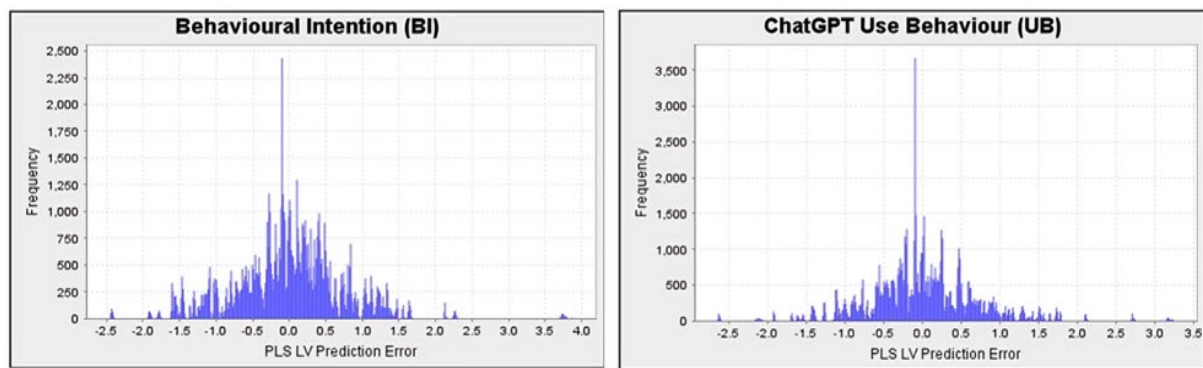 Behavioural Intention (BI)
2,500
2,250
2,000
1,750
1,500
1,250
1,000
750
500
250
0
Frequency
-2.5 -2.0 -1.5 -1.0 -0.5 0.0 0.5 1.0 1.5 2.0 2.5 3.0 3.5 4.0
PLS LV Prediction Error
ChatGPT Use Behaviour (UB)
3,500
3,000
2,500
2,000
1,500
1,000
500
0
Frequency
-2.5 -2.0 -1.5 -1.0 -0.5 0.0 0.5 1.0 1.5 2.0 2.5 3.0 3.5
PLS LV Prediction Error